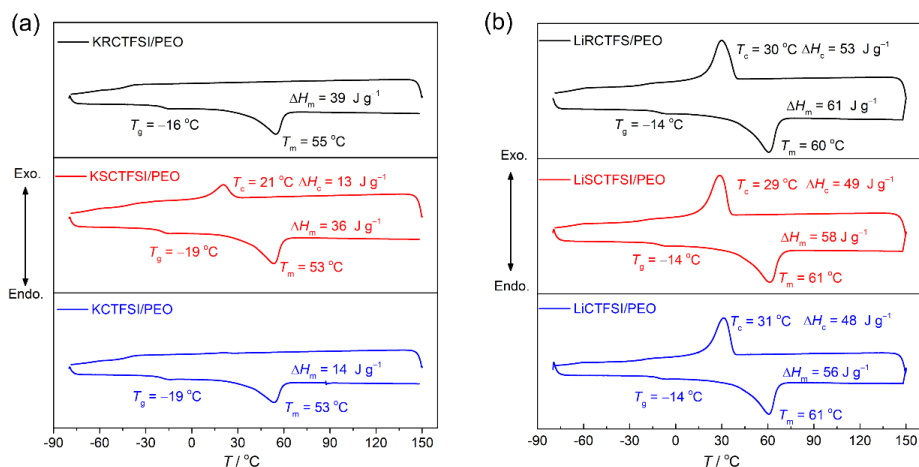 (a)
KRCTFSI/PEO
ΔHm = 39 J g−1
Tg = −16 °C
Tm = 55 °C
Exo.
Endo.
KSCTFSI/PEO
Tc = 21 °C ΔHc = 13 J g−1
ΔHm = 36 J g−1
Tg = −19 °C
Tm = 53 °C
KCTFSI/PEO
ΔHm = 14 J g−1
Tg = −19 °C
Tm = 53 °C
-90 -60 -30 0 30 60 90 120 150
T / °C
(b)
LiRCTFS/PEO
Tc = 30 °C ΔHc = 53 J g−1
ΔHm = 61 J g−1
Tg = −14 °C
Tm = 60 °C
Exo.
Endo.
LiSCTFSI/PEO
Tc = 29 °C ΔHc = 49 J g−1
ΔHm = 58 J g−1
Tg = −14 °C
Tm = 61 °C
LiCTFSI/PEO
Tc = 31 °C ΔHc = 48 J g−1
ΔHm = 56 J g−1
Tg = −14 °C
Tm = 61 °C
-90 -60 -30 0 30 60 90 120 150
T / °C